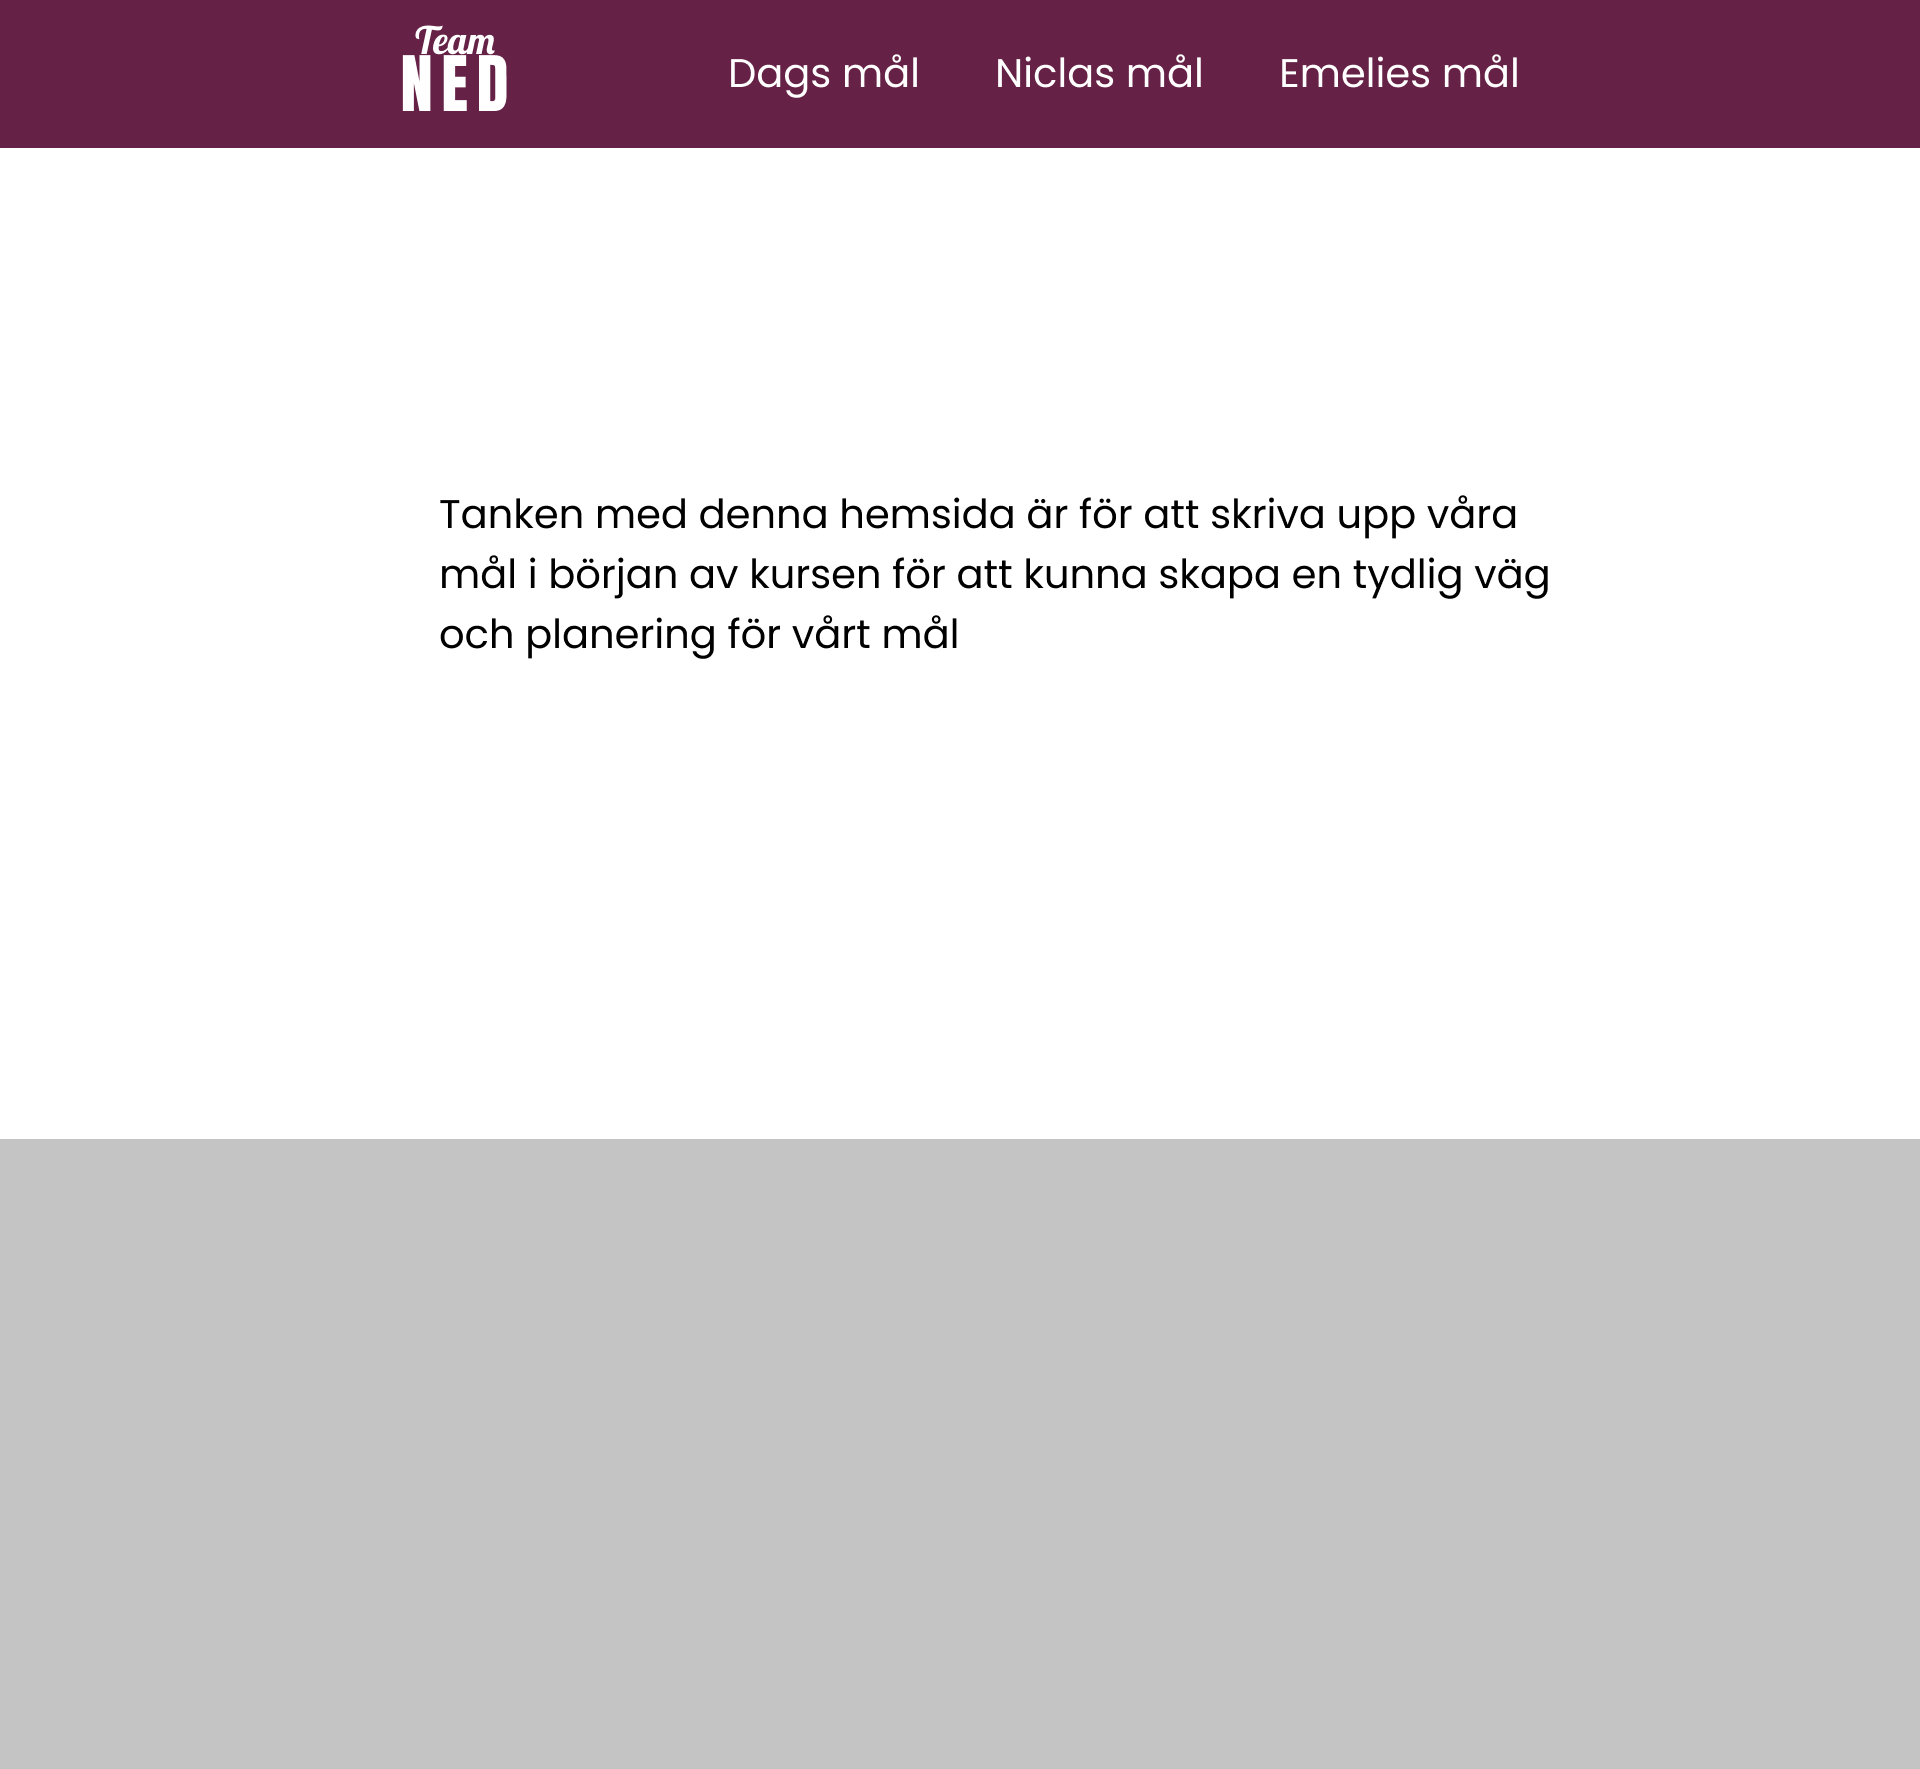 Team
NED
Dags mål Niclas mål Emelies mål
Tanken med denna hemsida är för att skriva upp våra
mål i början av kursen för att kunna skapa en tydlig väg
och planering för vårt mål